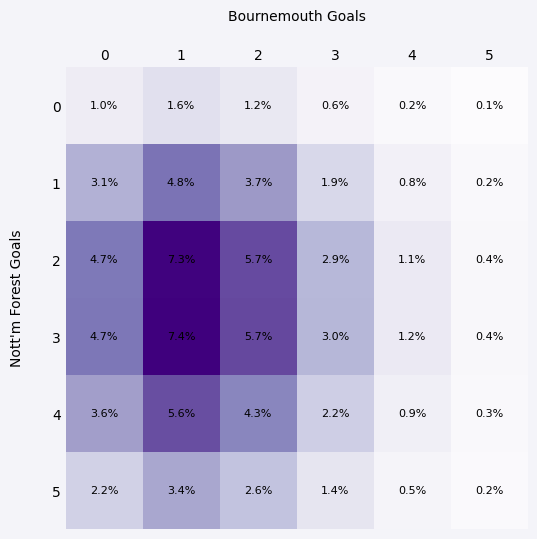 Bournemouth Goals
0 1 2 3 4 5
0 1.0% 1.6% 1.2% 0.6% 0.2% 0.1%
1 3.1% 4.8% 3.7% 1.9% 0.8% 0.2%
2 4.7% 7.3% 5.7% 2.9% 1.1% 0.4%
3 4.7% 7.4% 5.7% 3.0% 1.2% 0.4%
4 3.6% 5.6% 4.3% 2.2% 0.9% 0.3%
5 2.2% 3.4% 2.6% 1.4% 0.5% 0.2%
Nott'm Forest Goals